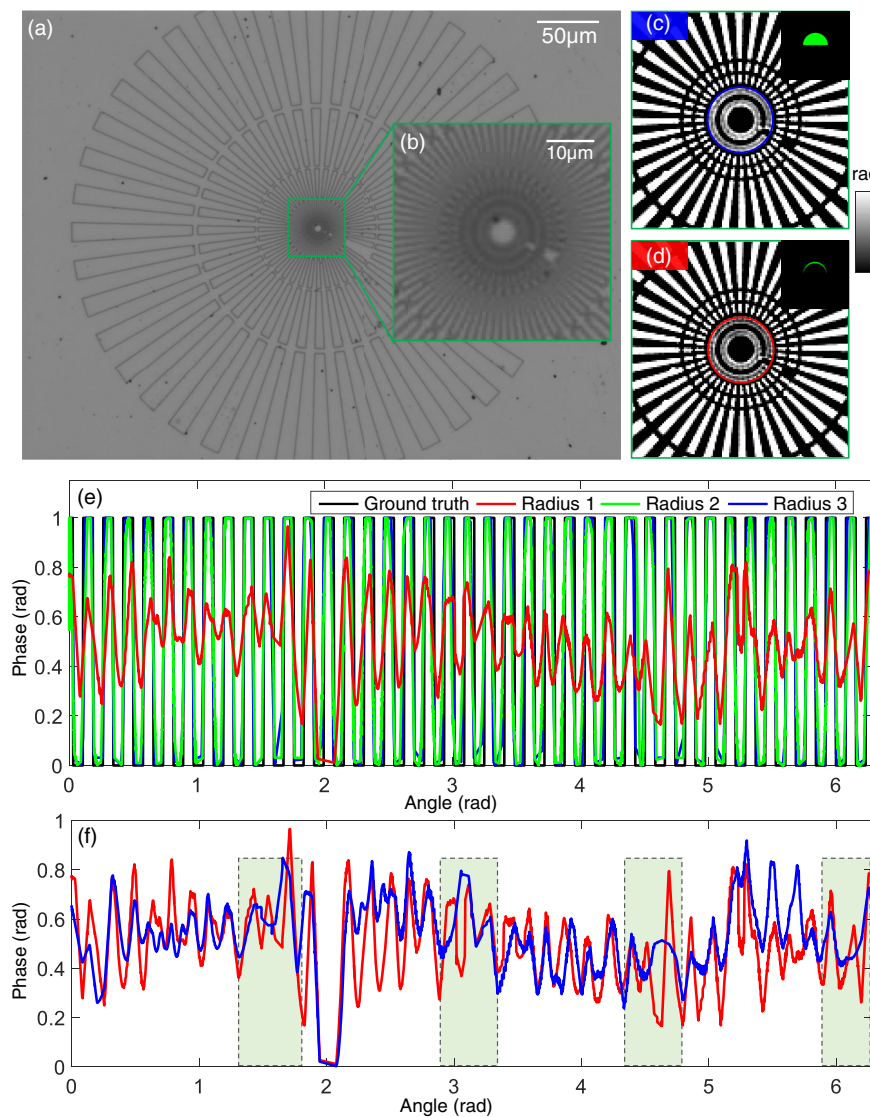 (a)
50μm
(b)
10μm
(c)
rad
(d)
(e)
Ground truth Radius 1 Radius 2 Radius 3
1
0.8
0.6
0.4
0.2
0
Phase (rad)
0 1 2 3 4 5 6
Angle (rad)
(f)
1
0.8
0.6
0.4
0.2
0
Phase (rad)
0 1 2 3 4 5 6
Angle (rad)